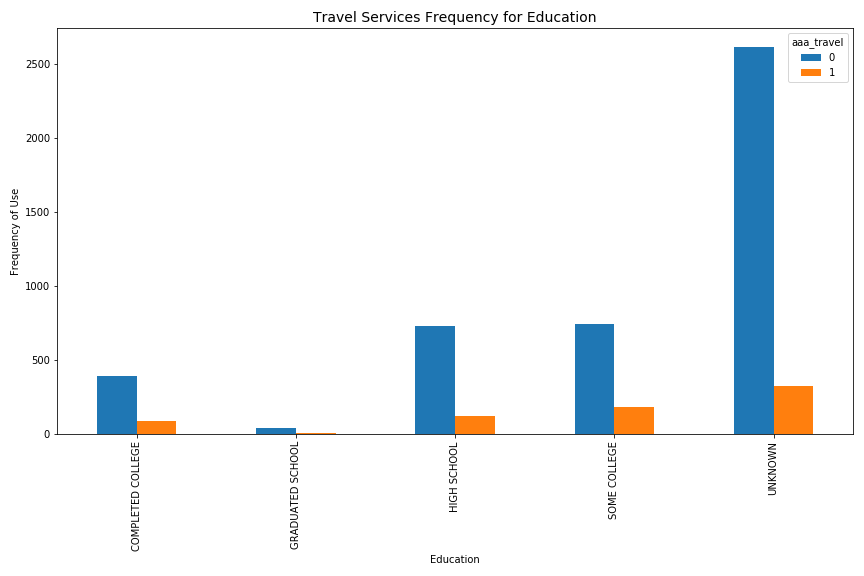 Travel Services Frequency for Education
aaa_travel
0
1
Frequency of Use
2500
2000
1500
1000
500
0
COMPLETED COLLEGE
GRADUATED SCHOOL
HIGH SCHOOL
SOME COLLEGE
UNKNOWN
Education